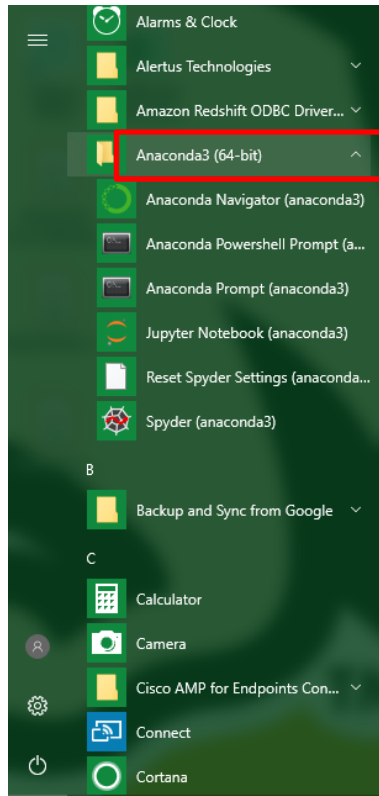 Alarms & Clock
Alertus Technologies
Amazon Redshift ODBC Driver...
Anaconda3 (64-bit)
Anaconda Navigator (anaconda3)
Anaconda Powershell Prompt (a...
Anaconda Prompt (anaconda3)
Jupyter Notebook (anaconda3)
Reset Spyder Settings (anaconda...
Spyder (anaconda3)
B
Backup and Sync from Google
C
Calculator
Camera
Cisco AMP for Endpoints Con...
Connect
Cortana